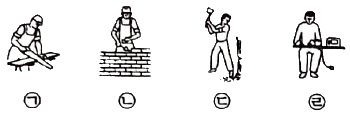 ㉠ ㉡ ㉢ ㉣